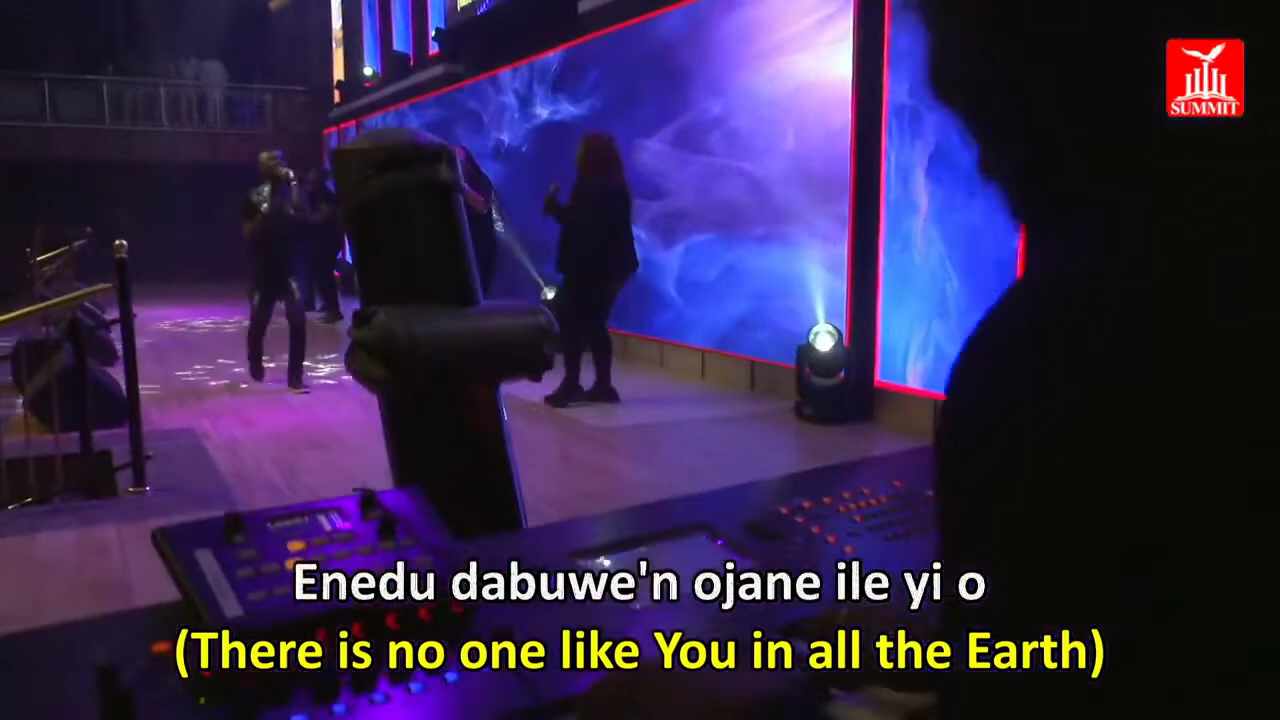 SUMMIT
Enedu dabuwe'n ojane ile yi o
(There is no one like You in all the Earth)